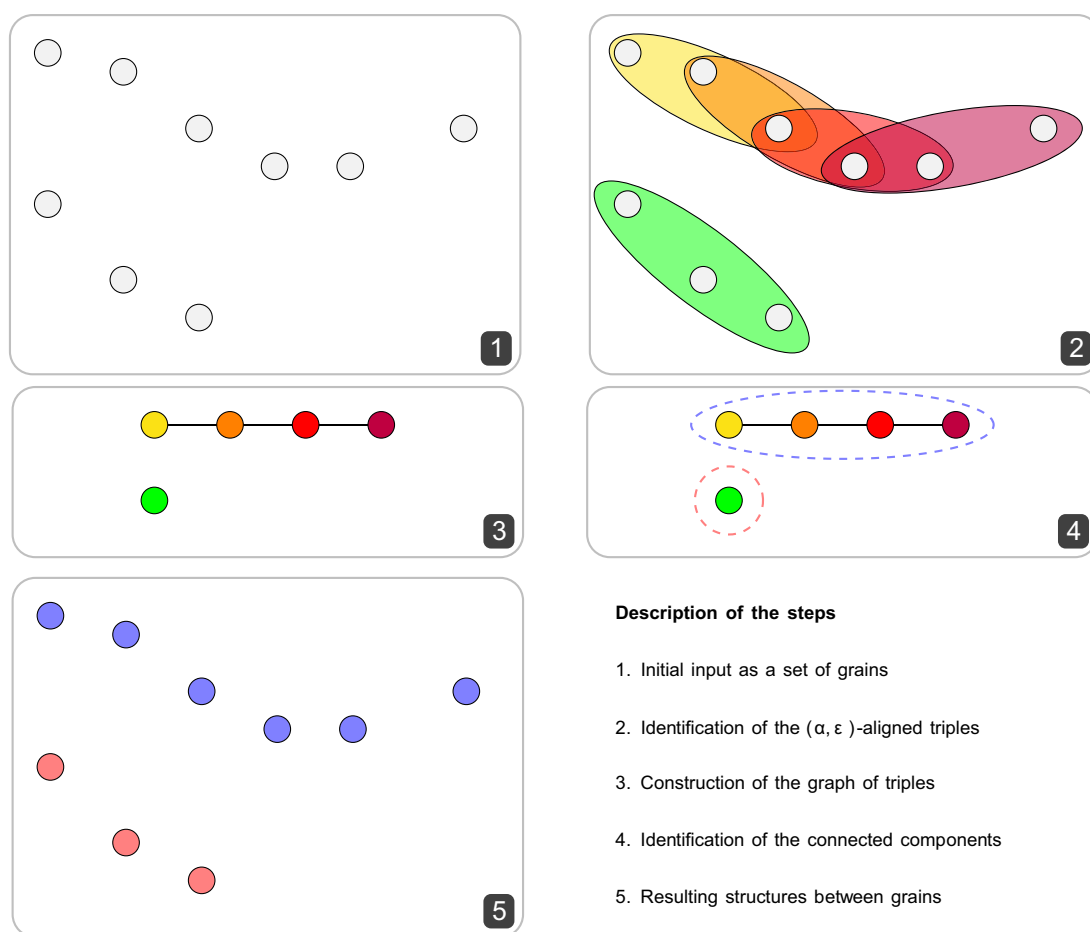 1
2
3
4
5
Description of the steps
1. Initial input as a set of grains
2. Identification of the (α, ε)-aligned triples
3. Construction of the graph of triples
4. Identification of the connected components
5. Resulting structures between grains